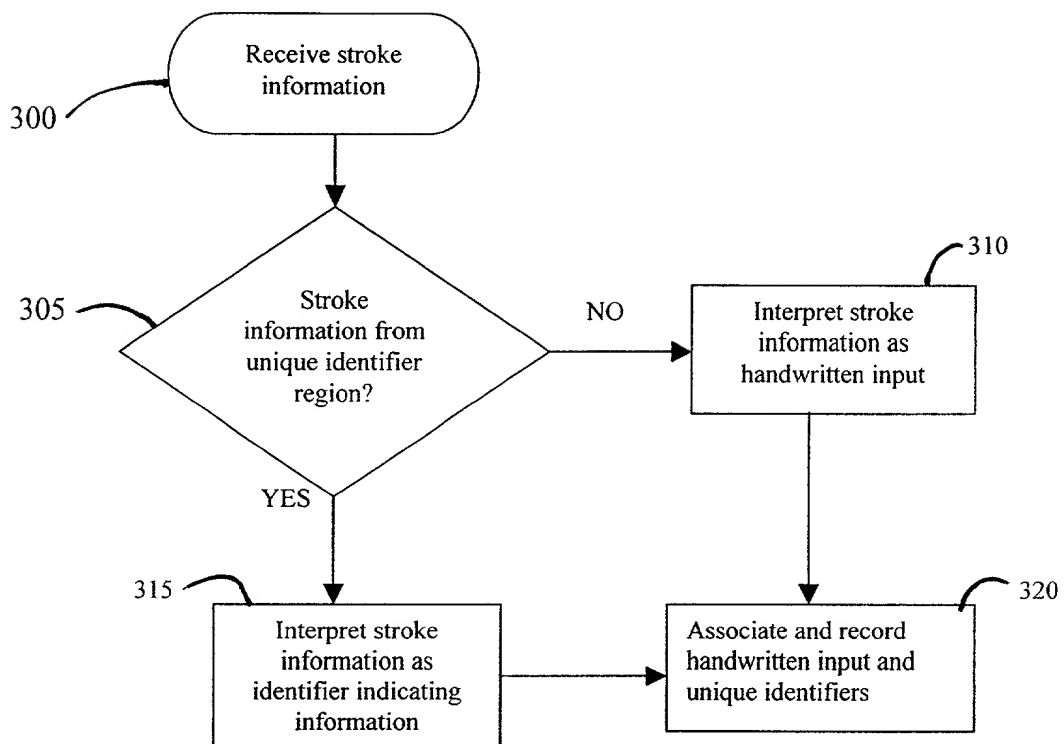 Receive stroke
information
300
305
Stroke
information from
unique identifier
region?
NO
310
Interpret stroke
information as
handwritten input
YES
315
Interpret stroke
information as
identifier indicating
information
320
Associate and record
handwritten input and
unique identifiers